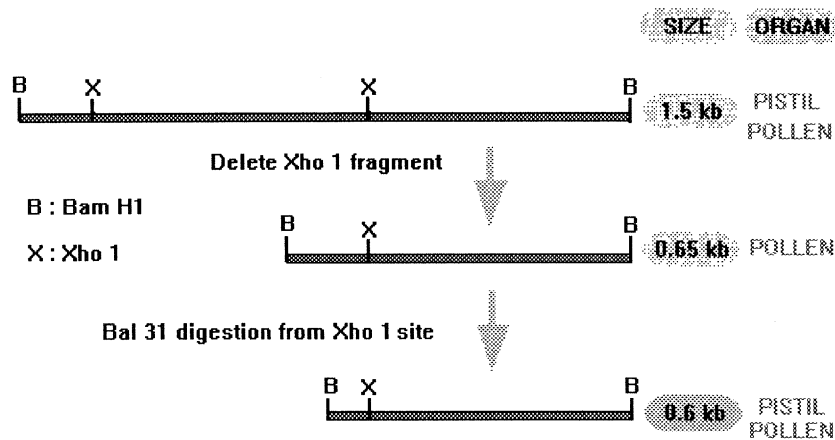 SIZE ORGAN
B X X B
1.5 kb PISTIL
POLLEN
Delete Xho 1 fragment
B : Bam H1
B X B
X : Xho 1
0.65 kb POLLEN
Bal 31 digestion from Xho 1 site
B X B
0.6 kb PISTIL
POLLEN